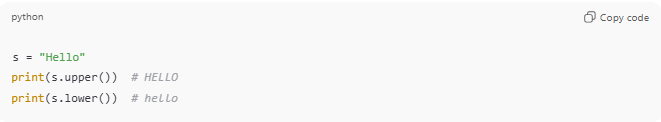 python
Copy code
s = "Hello"
print(s.upper())  # HELLO
print(s.lower())  # hello